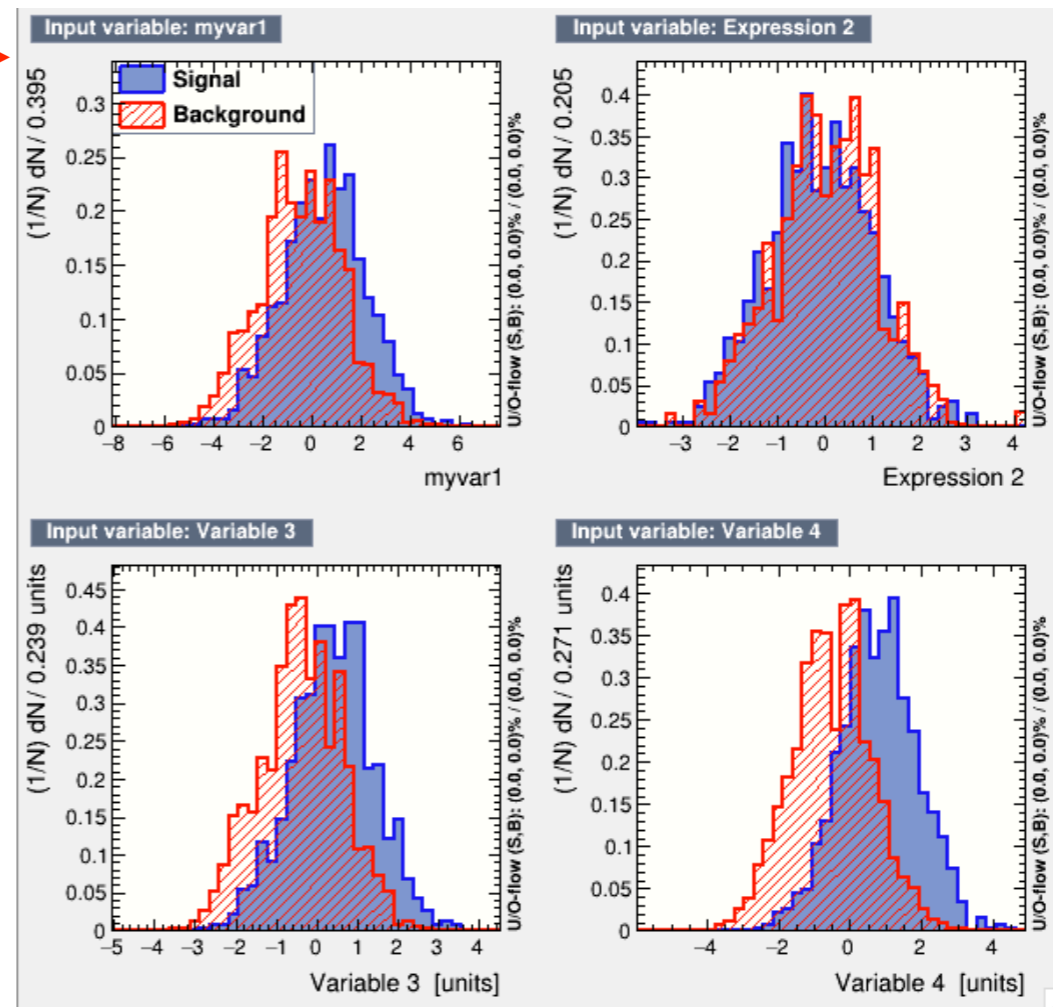 Input variable: myvar1
(1/N) dN / 0.395
Signal
Background
0.3
0.25
0.2
0.15
0.1
0.05
0
−8 −6 −4 −2 0 2 4 6
myvar1
U/O-flow (S,B): (0.0, 0.0)% / (0.0, 0.0)%
Input variable: Expression 2
(1/N) dN / 0.205
0.4
0.35
0.3
0.25
0.2
0.15
0.1
0.05
0
−3 −2 −1 0 1 2 3 4
Expression 2
U/O-flow (S,B): (0.0, 0.0)% / (0.0, 0.0)%
Input variable: Variable 3
(1/N) dN / 0.239 units
0.45
0.4
0.35
0.3
0.25
0.2
0.15
0.1
0.05
0
−5 −4 −3 −2 −1 0 1 2 3 4
Variable 3 [units]
U/O-flow (S,B): (0.0, 0.0)% / (0.0, 0.0)%
Input variable: Variable 4
(1/N) dN / 0.271 units
0.4
0.35
0.3
0.25
0.2
0.15
0.1
0.05
0
−4 −2 0 2 4
Variable 4 [units]
U/O-flow (S,B): (0.0, 0.0)% / (0.0, 0.0)%